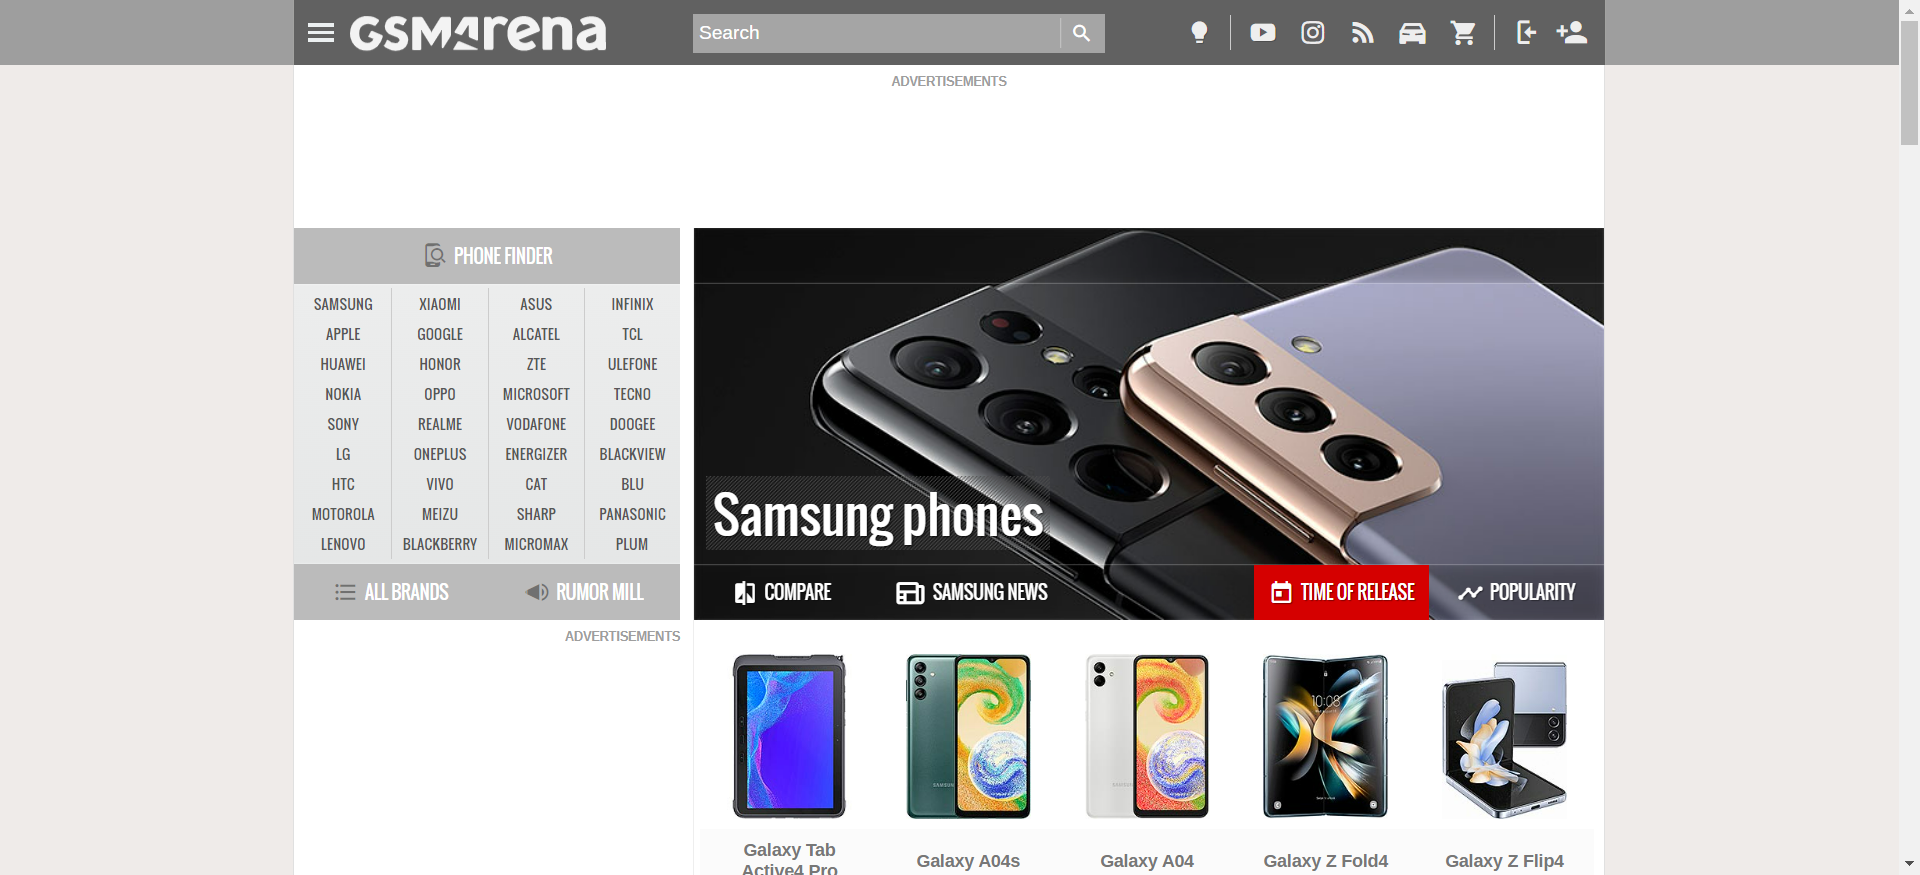 GSMArena
Search
ADVERTISEMENTS
PHONE FINDER
SAMSUNG XIAOMI ASUS INFINIX
APPLE GOOGLE ALCATEL TCL
HUAWEI HONOR ZTE ULEFONE
NOKIA OPPO MICROSOFT TECNO
SONY REALME VODAFONE DOOGEE
LG ONEPLUS ENERGIZER BLACKVIEW
HTC VIVO CAT BLU
MOTOROLA MEIZU SHARP PANASONIC
LENOVO BLACKBERRY MICROMAX PLUM
ALL BRANDS RUMOR MILL
ADVERTISEMENTS
Samsung phones
COMPARE SAMSUNG NEWS TIME OF RELEASE POPULARITY
SAMSUNG
10:08
Galaxy Tab
Active4 Pro
Galaxy A04s
Galaxy A04
Galaxy Z Fold4
Galaxy Z Flip4